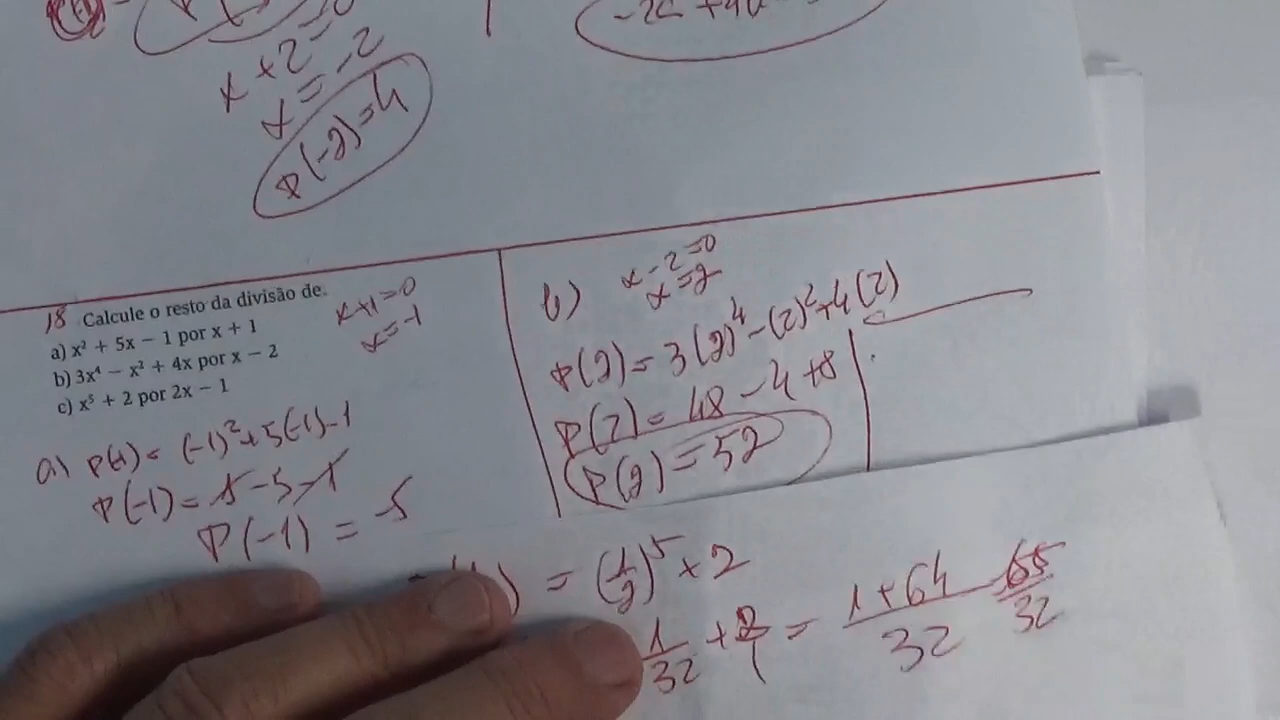 x + 2 = 0
x = -2
P(-2) = 4
18 Calcule o resto da divisão de:
a) x² + 5x − 1 por x + 1
b) 3x⁴ − x² + 4x por x − 2
c) x⁵ + 2 por 2x − 1
x+1=0
x=-1
a) P(-1) = (-1)²+5(-1)-1
P(-1) = 1-5-1
P(-1) = -5
b)
x-2=0
x=2
P(2) = 3(2)⁴-(2)²+4(2)
P(2) = 48-4+8
P(2) = 52
= (1/2)⁵+2
1/32 + 2/1 = 1+64/32 65/32